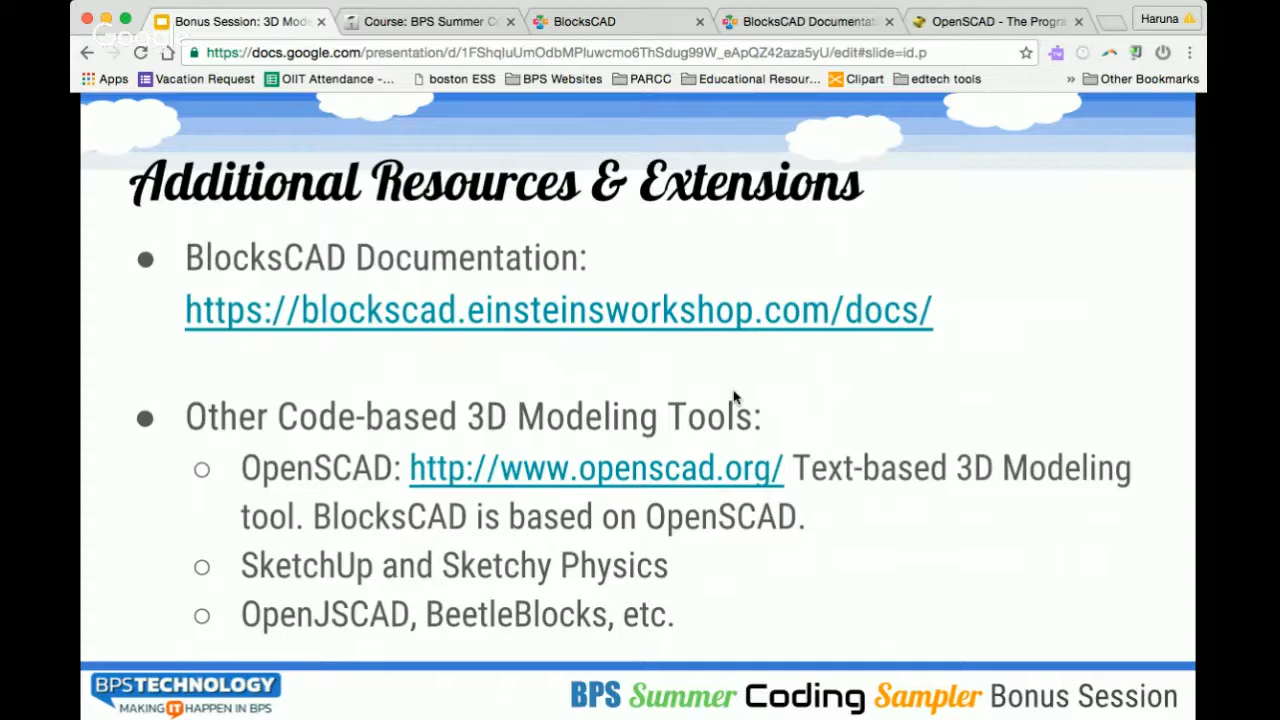 Bonus Session: 3D Mode
Course: BPS Summer C
BlocksCAD
BlocksCAD Documentat
OpenSCAD - The Progra
Haruna
Google
https://docs.google.com/presentation/d/1FShqIuUmOdbMPluwcmo6ThSdug99W_eApQZ42aza5yU/edit#slide=id.p
Apps
Vacation Request
OIIT Attendance -...
boston ESS
BPS Websites
PARCC
Educational Resour...
Clipart
edtech tools
»
Other Bookmarks
Additional Resources & Extensions
● BlocksCAD Documentation:
https://blockscad.einsteinsworkshop.com/docs/
● Other Code-based 3D Modeling Tools:
○ OpenSCAD: http://www.openscad.org/ Text-based 3D Modeling
tool. BlocksCAD is based on OpenSCAD.
○ SketchUp and Sketchy Physics
○ OpenJSCAD, BeetleBlocks, etc.
BPSTECHNOLOGY
MAKING IT HAPPEN IN BPS
BPS Summer Coding Sampler Bonus Session